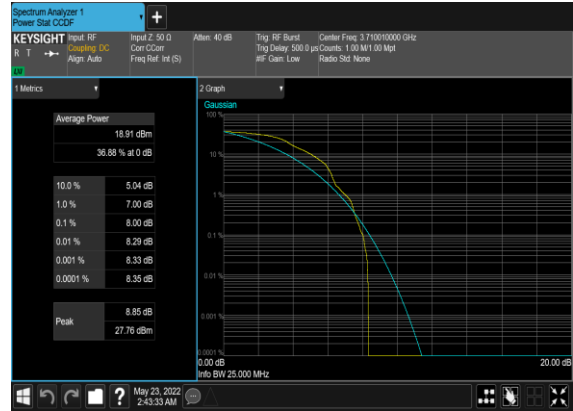 Spectrum Analyzer 1
Power Stat CCDF
KEYSIGHT
R T
LXI
Input: RF
Coupling: DC
Align: Auto
Input Z: 50 Ω
Corr CCorr
Freq Ref: Int (S)
Atten: 40 dB
Trig: RF Burst
Trig Delay: 500.0 µs
#IF Gain: Low
Center Freq: 3.710010000 GHz
Counts: 1.00 M/1.00 Mpt
Radio Std: None
1 Metrics
Average Power
18.91 dBm
36.88 % at 0 dB
10.0 % 5.04 dB
1.0 % 7.00 dB
0.1 % 8.00 dB
0.01 % 8.29 dB
0.001 % 8.33 dB
0.0001 % 8.35 dB
Peak
8.85 dB
27.76 dBm
2 Graph
Gaussian
100 %
10 %
1 %
0.1 %
0.01 %
0.001 %
0.0001 %
0.00 dB
20.00 dB
Info BW 25.000 MHz
?
May 23, 2022
2:43:33 AM